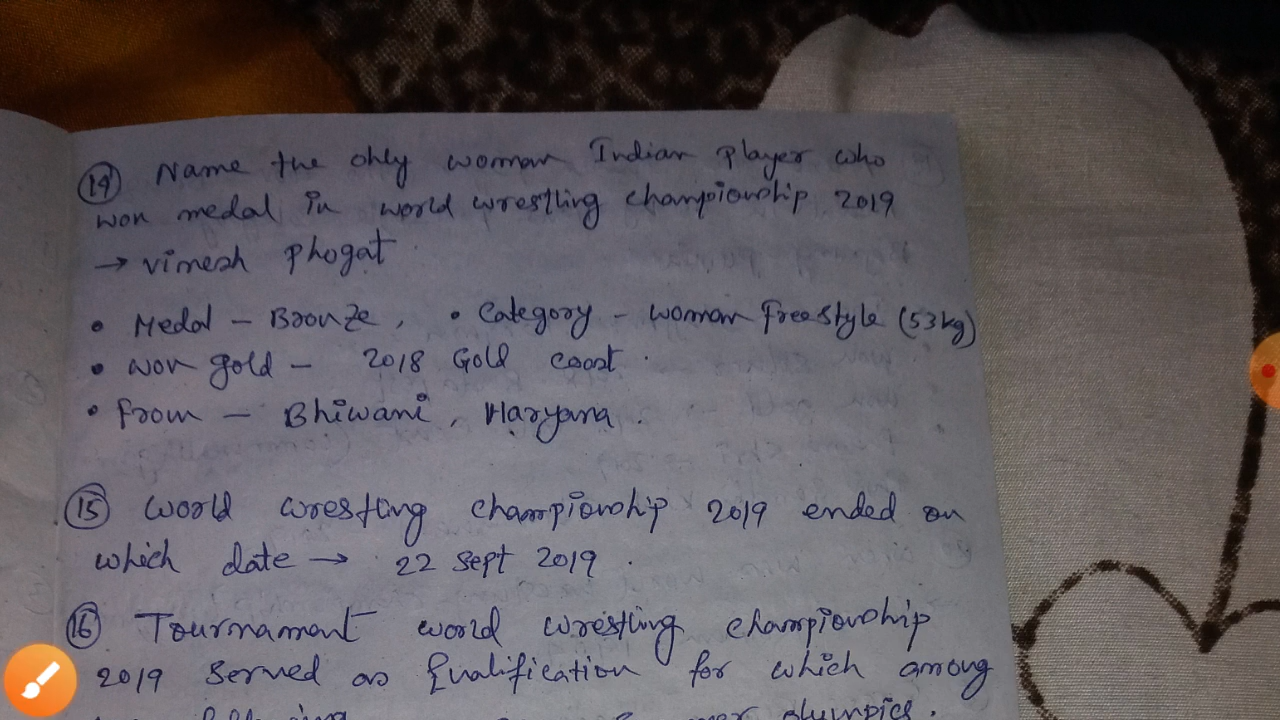 14 Name the only woman Indian player who
won medal in world wrestling championship 2019
→ vinesh Phogat
• Medal – Bronze, • Category – woman freestyle (53kg)
• won gold – 2018 Gold coast.
• From – Bhiwani, Haryana.
15 World wrestling championship 2019 ended on
which date → 22 sept 2019.
16 Tournament world wrestling championship
2019 served as qualification for which among
olympics.